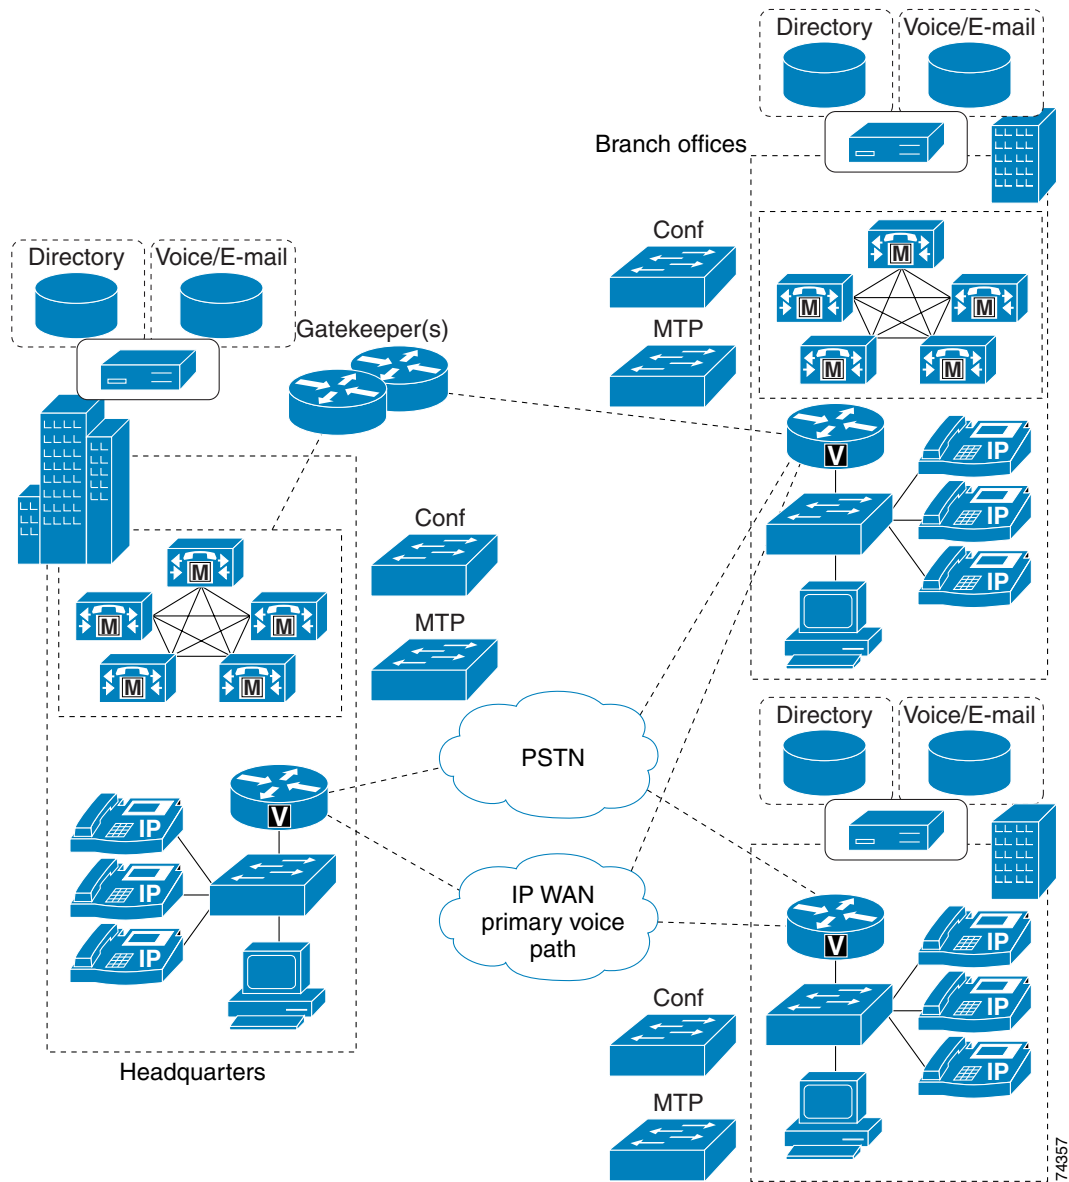 Directory
Voice/E-mail
Branch offices
Conf
MTP
M
M
M
M
M
V
IP
IP
IP
Directory
Voice/E-mail
Gatekeeper(s)
Conf
MTP
M
M
M
M
M
V
IP
IP
IP
Headquarters
PSTN
IP WAN
primary voice
path
Directory
Voice/E-mail
V
IP
IP
IP
Conf
MTP
74357